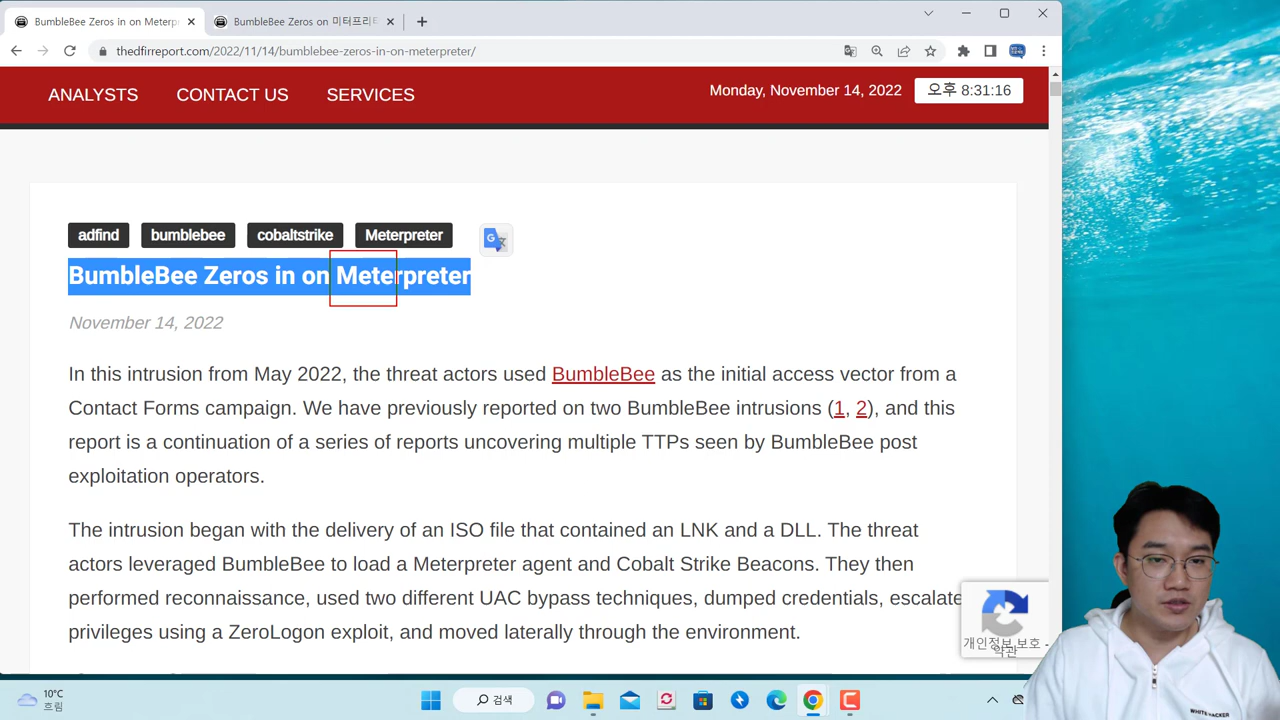 BumbleBee Zeros in on Meterpr
BumbleBee Zeros on 미터프리트
thedfirreport.com/2022/11/14/bumblebee-zeros-in-on-meterpreter/
ANALYSTS CONTACT US SERVICES Monday, November 14, 2022 오후 8:31:16
adfind bumblebee cobaltstrike Meterpreter
BumbleBee Zeros in on Meterpreter
November 14, 2022
In this intrusion from May 2022, the threat actors used BumbleBee as the initial access vector from a
Contact Forms campaign. We have previously reported on two BumbleBee intrusions (1, 2), and this
report is a continuation of a series of reports uncovering multiple TTPs seen by BumbleBee post
exploitation operators.
The intrusion began with the delivery of an ISO file that contained an LNK and a DLL. The threat
actors leveraged BumbleBee to load a Meterpreter agent and Cobalt Strike Beacons. They then
performed reconnaissance, used two different UAC bypass techniques, dumped credentials, escalate
privileges using a ZeroLogon exploit, and moved laterally through the environment.
개인정보 보호 -
약관
10°C
흐림
검색